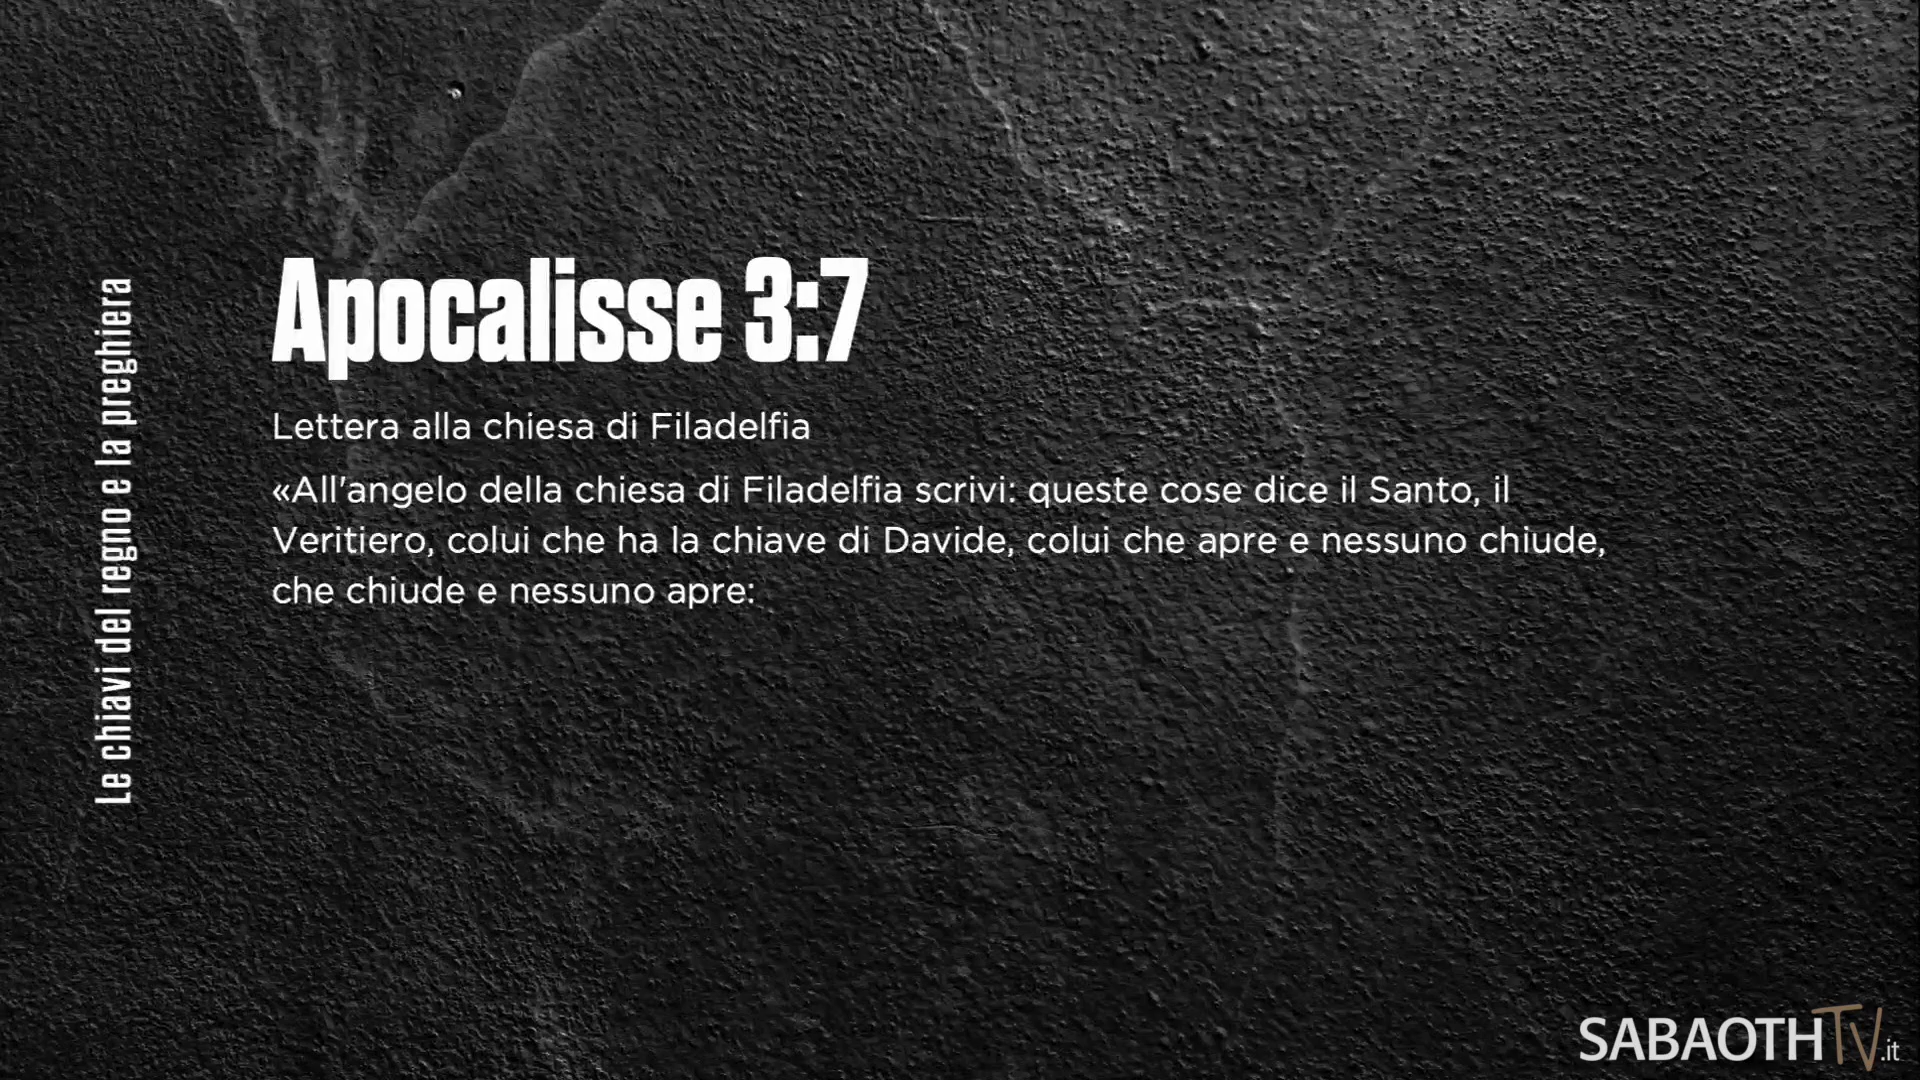 Le chiavi del regno e la preghiera
Apocalisse 3:7
Lettera alla chiesa di Filadelfia
«All'angelo della chiesa di Filadelfia scrivi: queste cose dice il Santo, il
Veritiero, colui che ha la chiave di Davide, colui che apre e nessuno chiude,
che chiude e nessuno apre:
SABAOTHTV.it